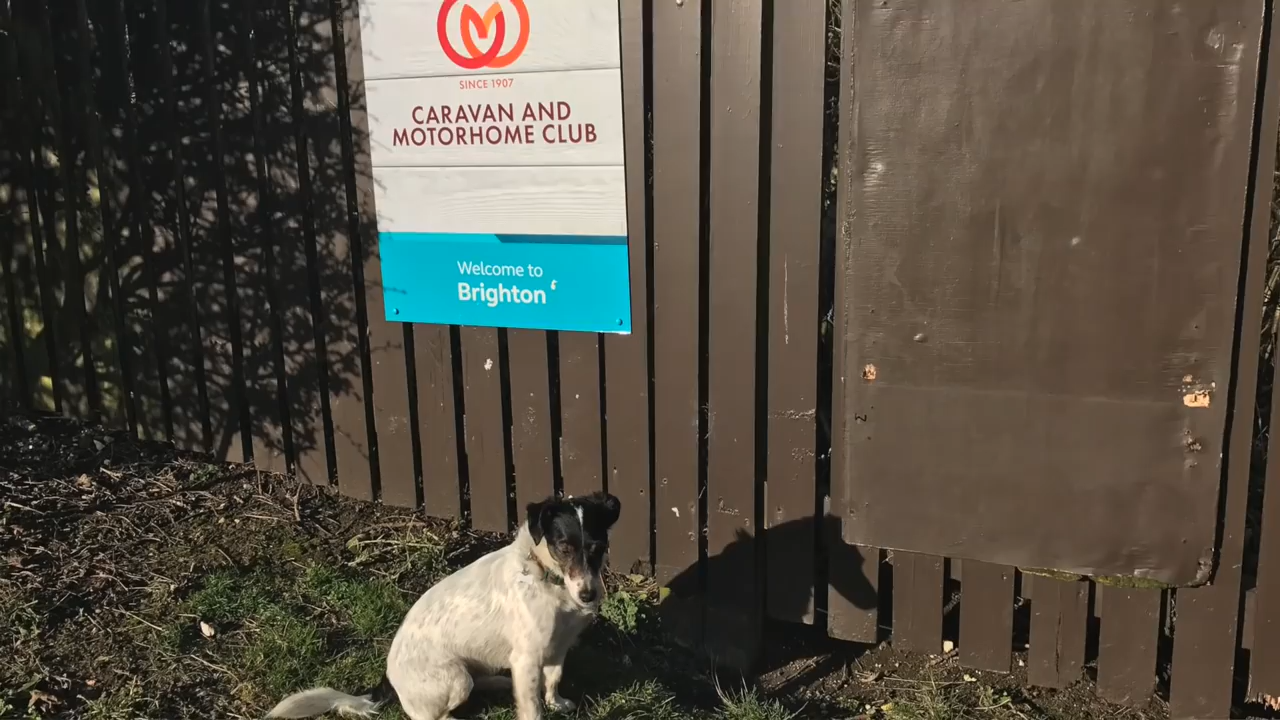 SINCE 1907
CARAVAN AND
MOTORHOME CLUB
Welcome to
Brighton